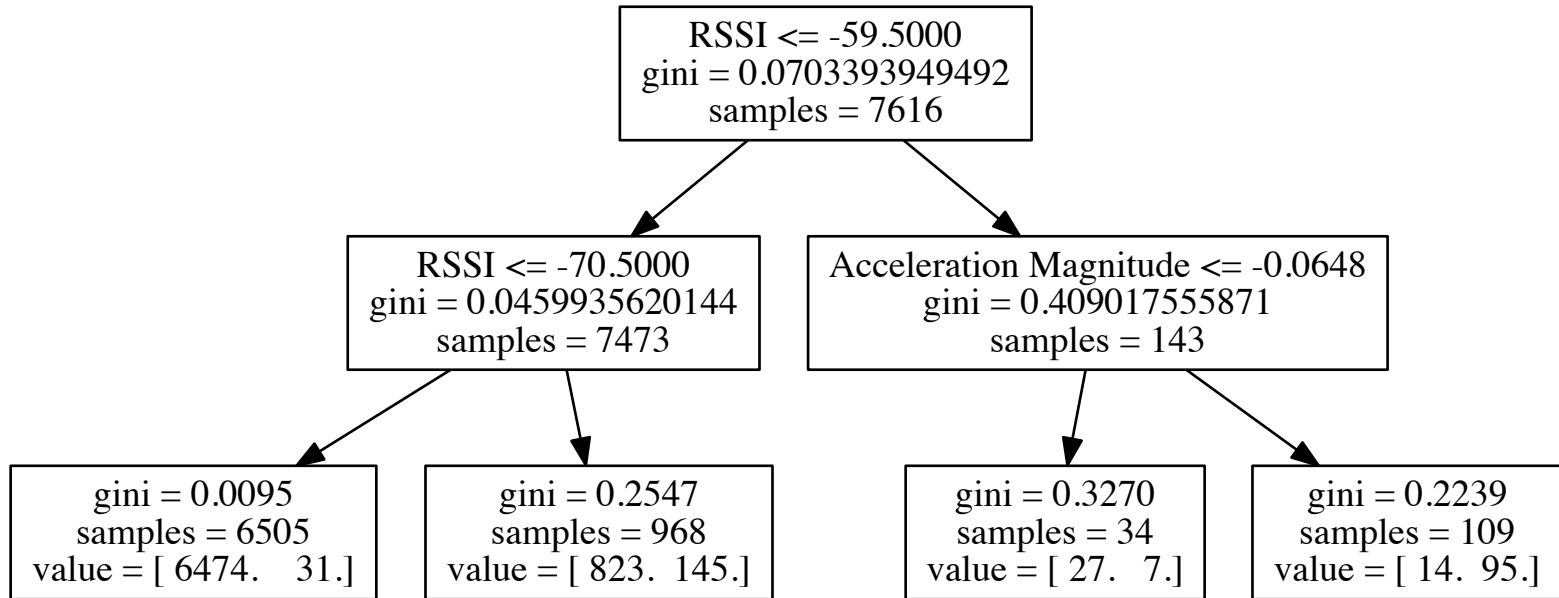 RSSI <= -59.5000
gini = 0.0703393949492
samples = 7616
RSSI <= -70.5000
gini = 0.0459935620144
samples = 7473
Acceleration Magnitude <= -0.0648
gini = 0.409017555871
samples = 143
gini = 0.0095
samples = 6505
value = [ 6474.    31.]
gini = 0.2547
samples = 968
value = [ 823.  145.]
gini = 0.3270
samples = 34
value = [ 27.   7.]
gini = 0.2239
samples = 109
value = [ 14.  95.]